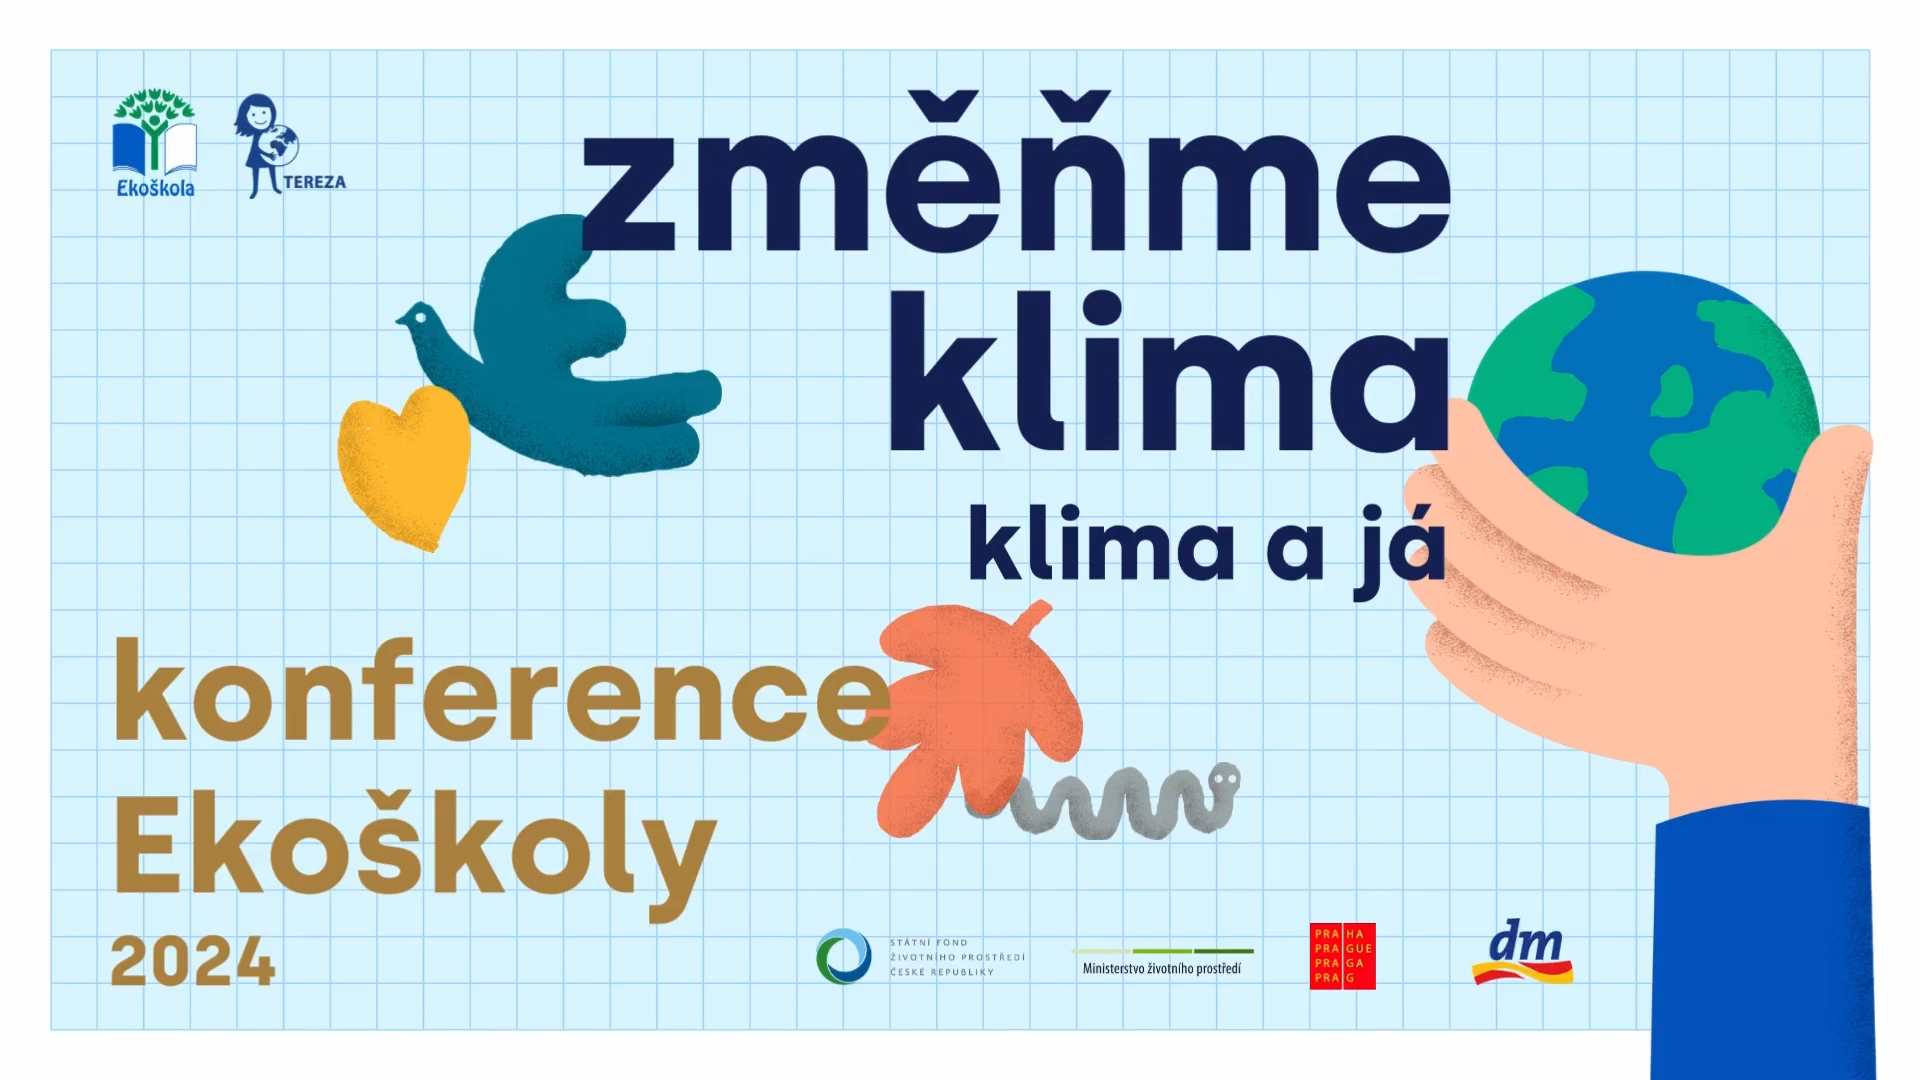 Ekoškola
TEREZA
změňme
klima
klima a já
konference
Ekoškoly
2024
STÁTNÍ FOND
ŽIVOTNÍHO PROSTŘEDÍ
ČESKÉ REPUBLIKY
Ministerstvo životního prostředí
PRA HA
PRA GUE
PRA GA
PRA G
dm